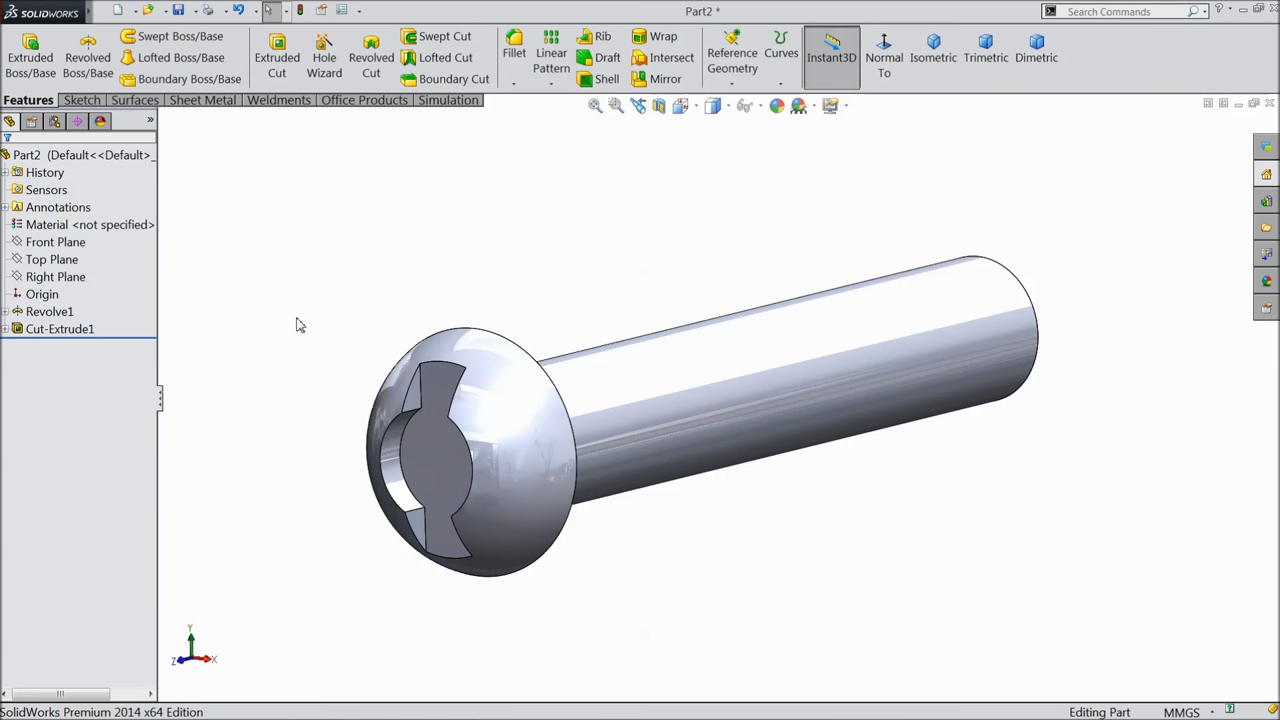 SOLIDWORKS
Part2 *
Search Commands
Extruded Boss/Base
Revolved Boss/Base
Swept Boss/Base
Lofted Boss/Base
Boundary Boss/Base
Extruded Cut
Hole Wizard
Revolved Cut
Swept Cut
Lofted Cut
Boundary Cut
Fillet
Linear Pattern
Rib
Draft
Shell
Wrap
Intersect
Mirror
Reference Geometry
Curves
Instant3D
Normal To
Isometric
Trimetric
Dimetric
Features Sketch Surfaces Sheet Metal Weldments Office Products Simulation
Part2 (Default<<Default>_
History
Sensors
Annotations
Material <not specified>
Front Plane
Top Plane
Right Plane
Origin
Revolve1
Cut-Extrude1
Y
Z X
SolidWorks Premium 2014 x64 Edition
Editing Part
MMGS